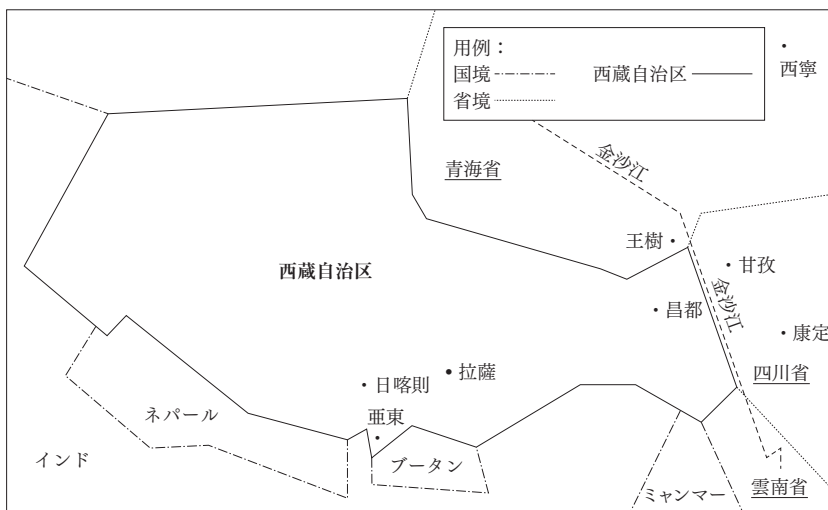 用例：
国境
西蔵自治区
省境
西寧
金沙江
青海省
王樹
甘孜
西蔵自治区
金沙江
昌都
康定
拉薩
四川省
日喀則
亜東
ネパール
インド
ブータン
ミャンマー
雲南省